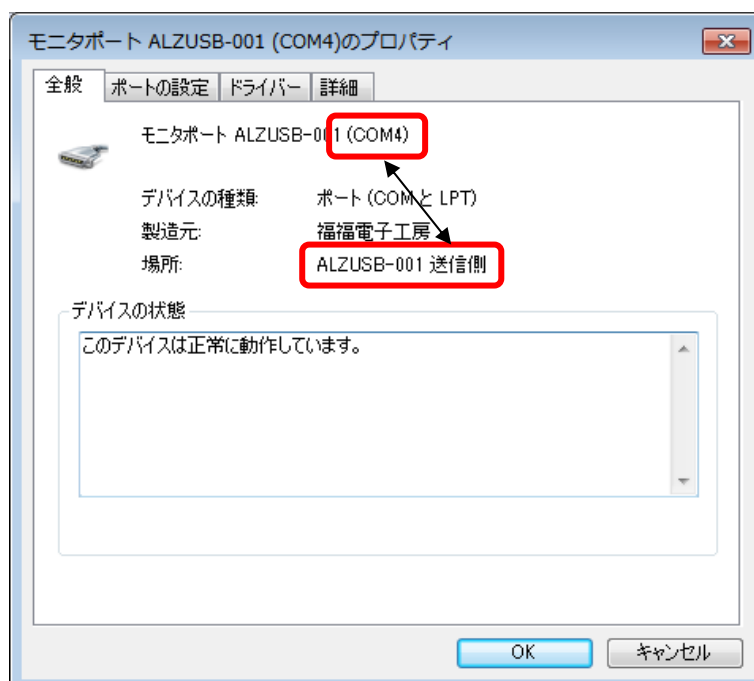 モニタポート ALZUSB-001 (COM4)のプロパティ
全般 ポートの設定 ドライバー 詳細
モニタポート ALZUSB-001 (COM4)
デバイスの種類: ポート (COM と LPT)
製造元: 福福電子工房
場所: ALZUSB-001 送信側
デバイスの状態
このデバイスは正常に動作しています。
OK キャンセル